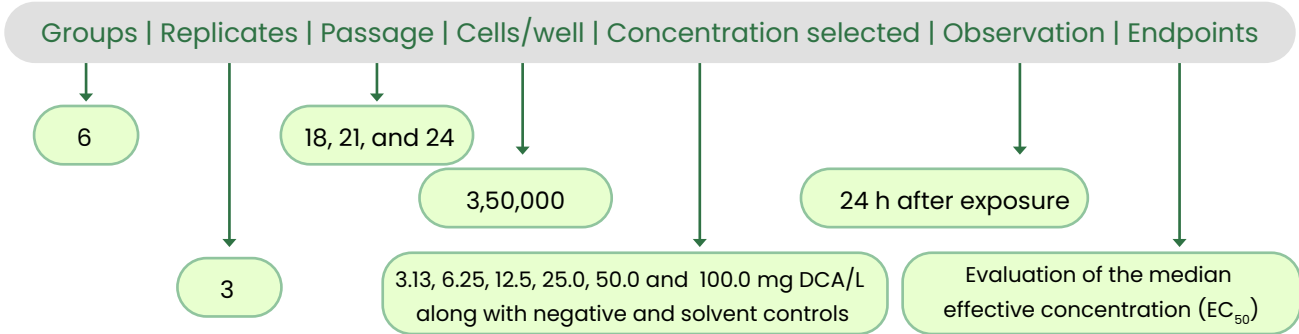 Groups | Replicates | Passage | Cells/well | Concentration selected | Observation | Endpoints
6
18, 21, and 24
3,50,000
24 h after exposure
3
3.13, 6.25, 12.5, 25.0, 50.0 and 100.0 mg DCA/L
along with negative and solvent controls
Evaluation of the median
effective concentration (EC50)